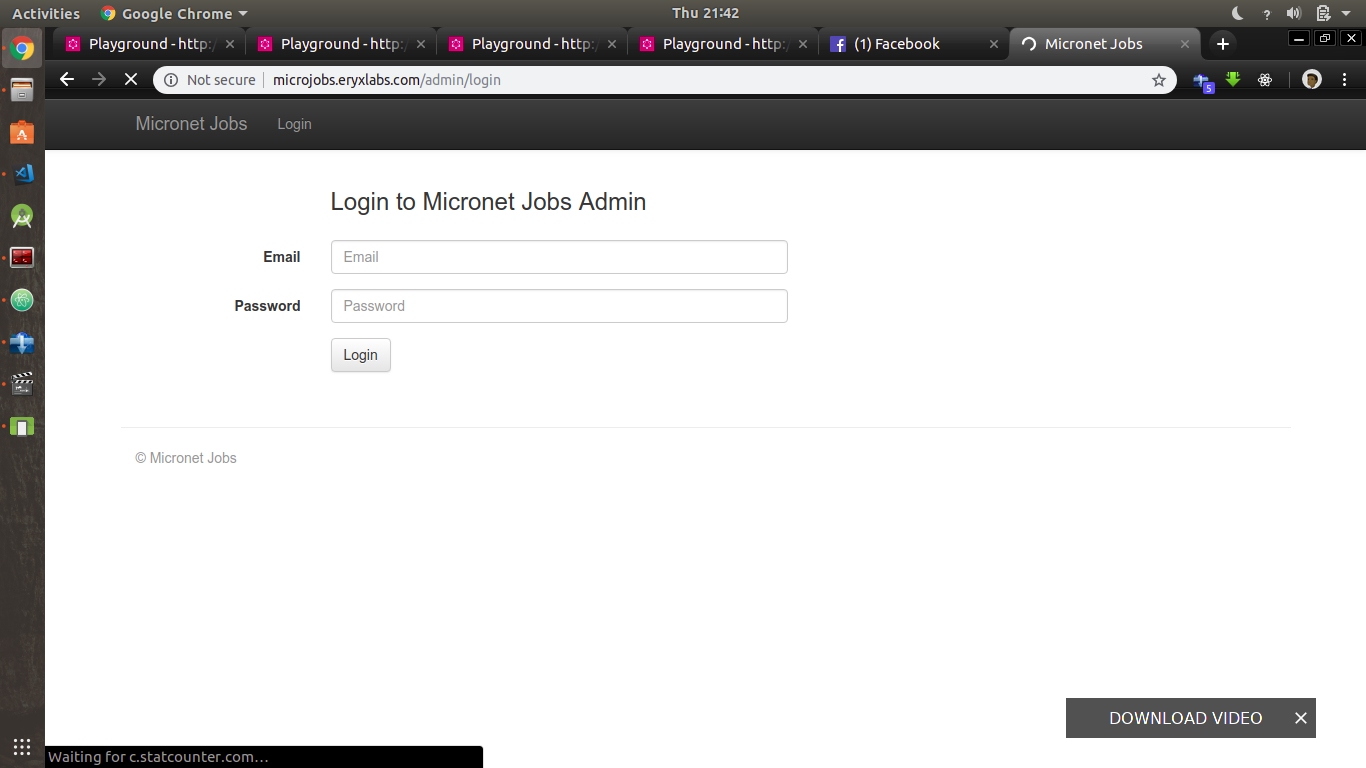 Activities Google Chrome Thu 21:42 ?
Playground - http:/ Playground - http:/ Playground - http:/ Playground - http:/ (1) Facebook Micronet Jobs
Not secure microjobs.eryxlabs.com/admin/login 5
Micronet Jobs Login
Login to Micronet Jobs Admin
Email Email
Password Password
Login
© Micronet Jobs
DOWNLOAD VIDEO
Waiting for c.statcounter.com…